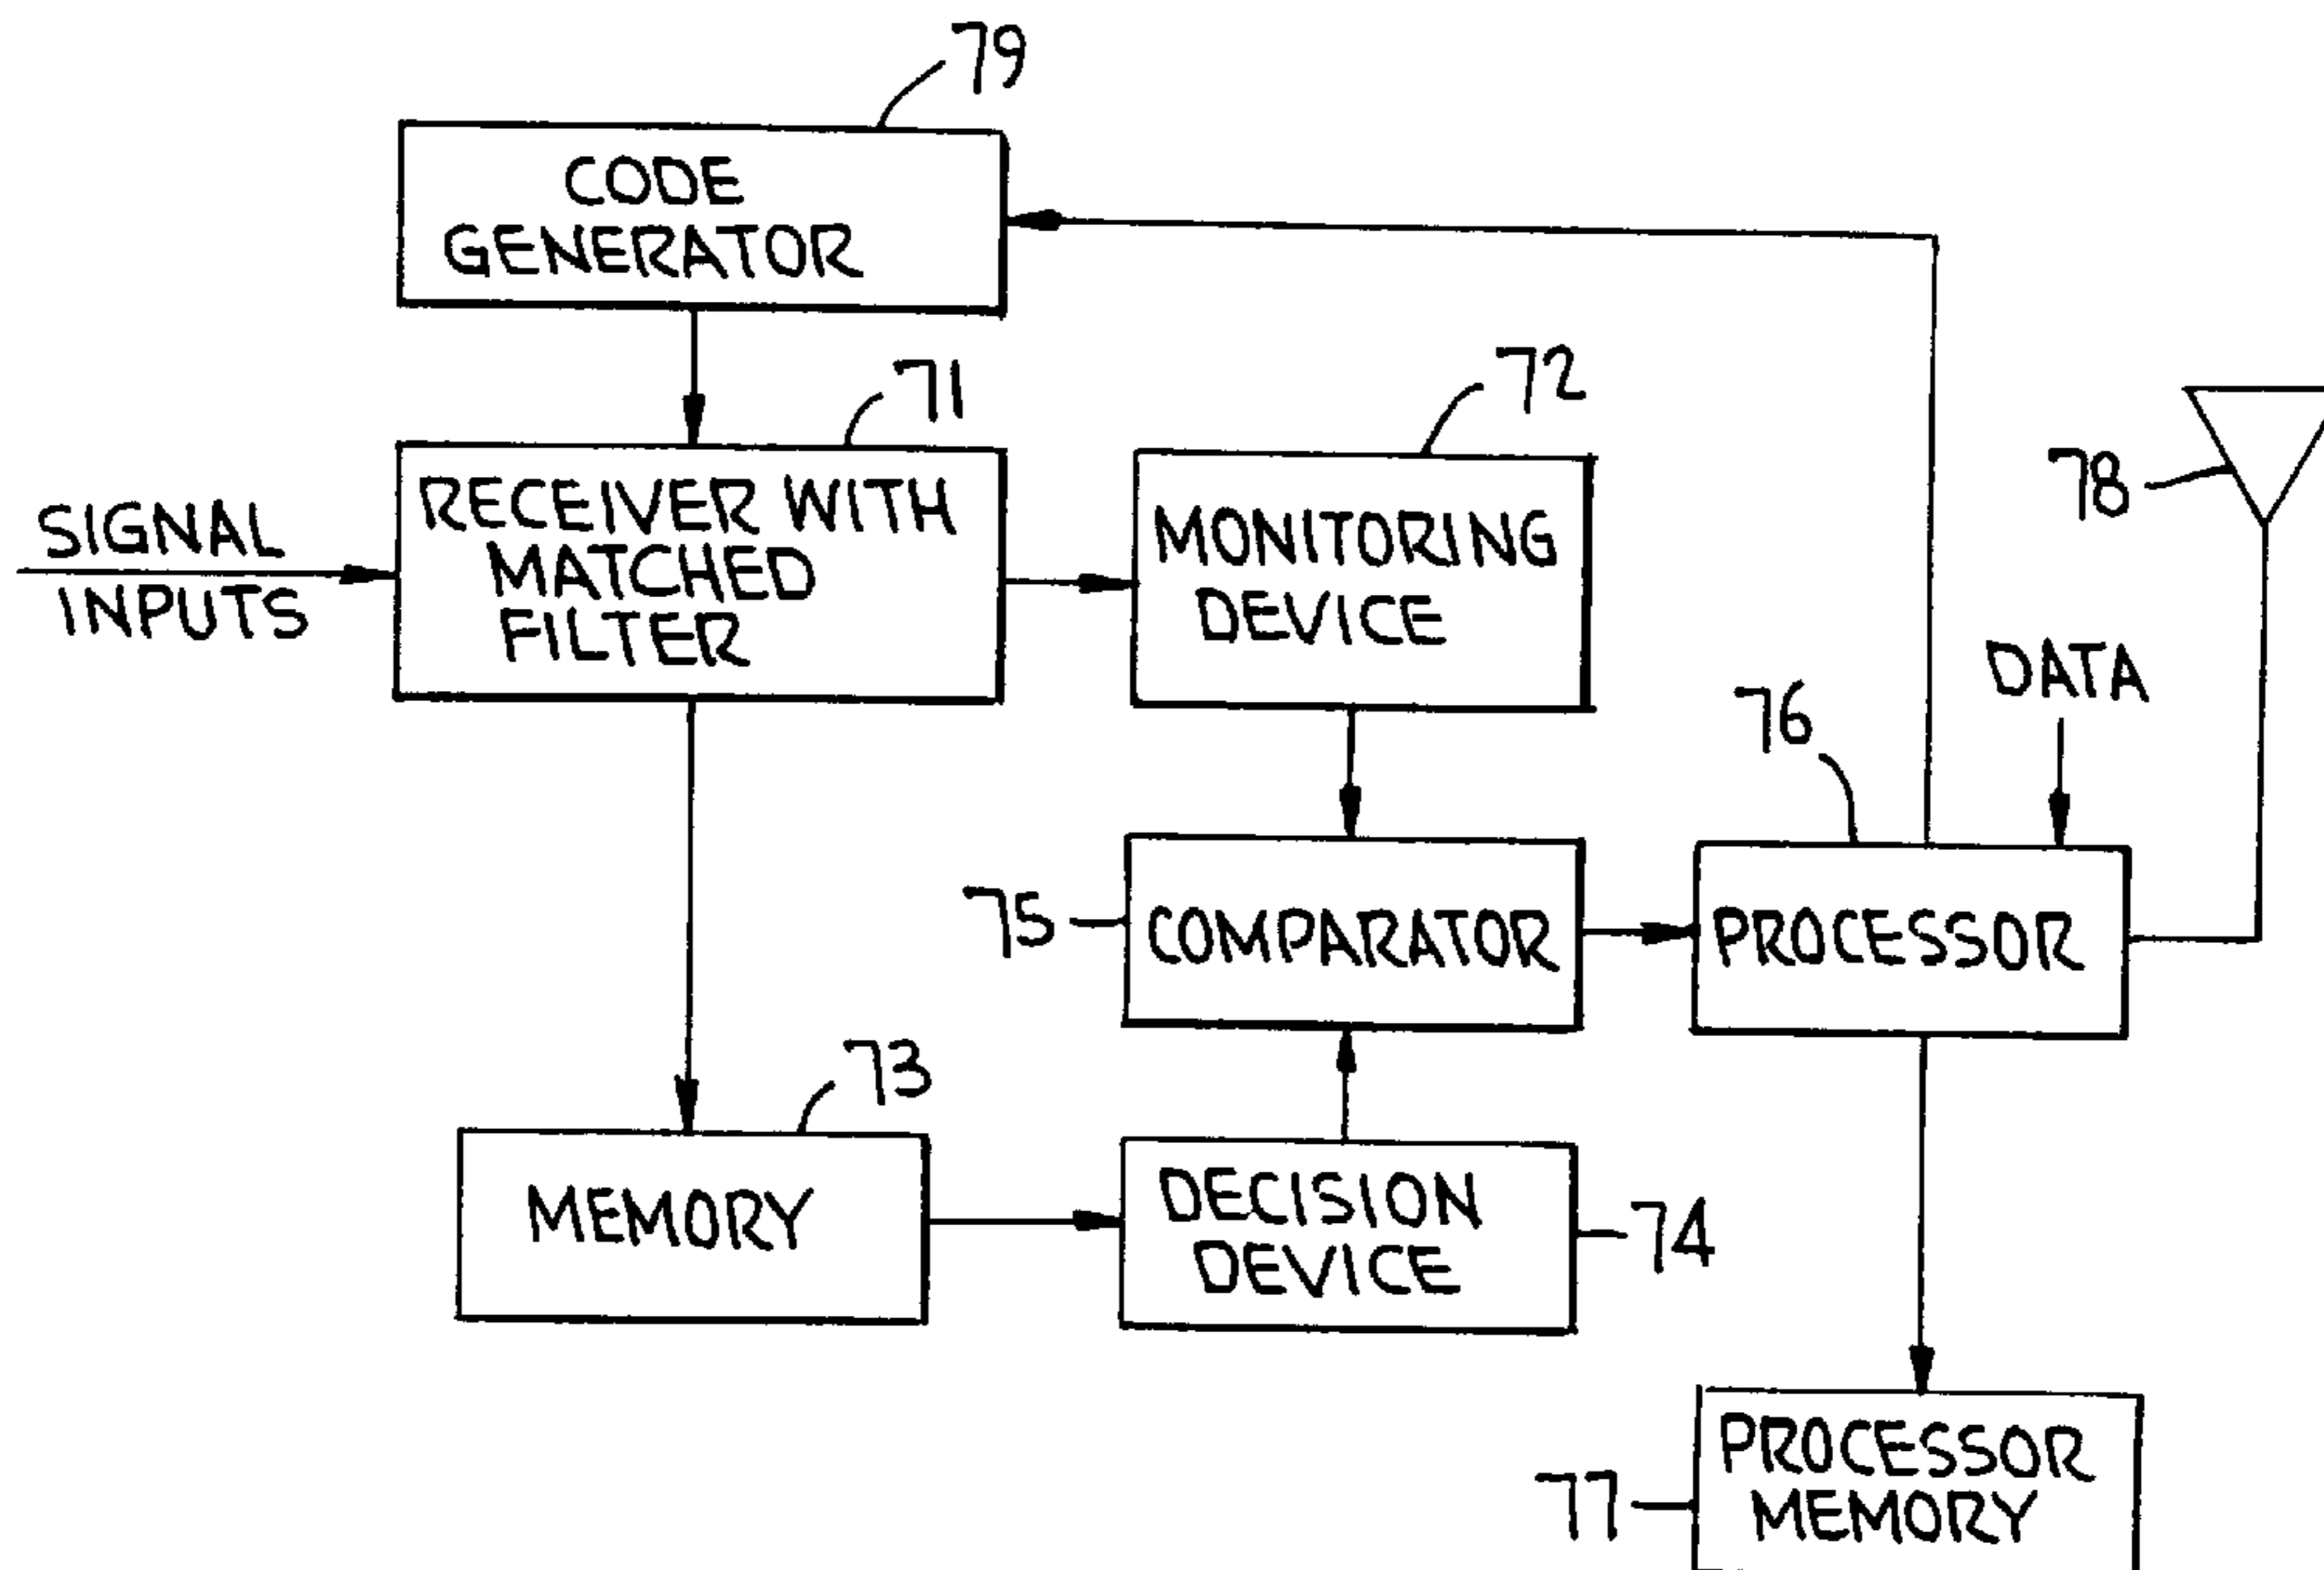 79
CODE
GENERATOR
71
72
SIGNAL
INPUTS
RECEIVER WITH
MATCHED
FILTER
MONITORING
DEVICE
78
DATA
76
75
COMPARATOR
PROCESSOR
73
MEMORY
DECISION
DEVICE
74
77
PROCESSOR
MEMORY